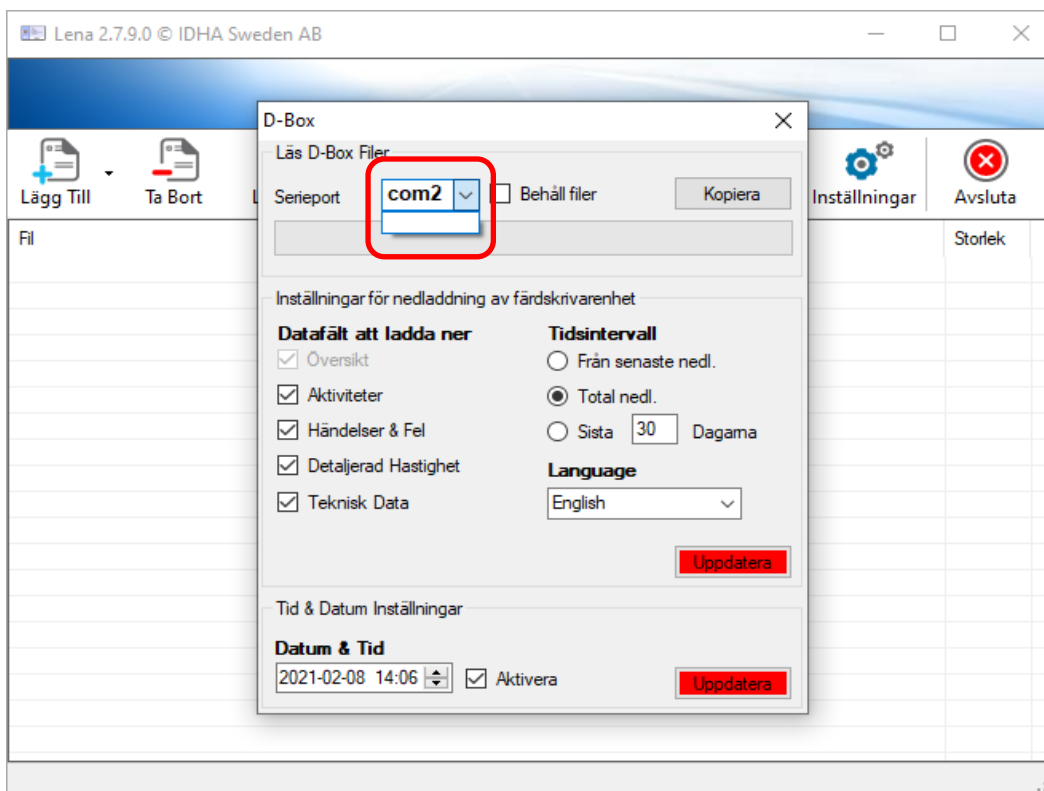 Lena 2.7.9.0 © IDHA Sweden AB
D-Box
Läs D-Box Filer
Lägg Till
Ta Bort
L
Serieport
com2
Behåll filer
Kopiera
Inställningar
Avsluta
Fil
Storlek
Inställningar för nedladdning av färdskrivarenhet
Datafält att ladda ner
Tidsintervall
Översikt
Från senaste nedl.
Aktiviteter
Total nedl.
Händelser & Fel
Sista 30 Dagarna
Detaljerad Hastighet
Language
Teknisk Data
English
Uppdatera
Tid & Datum Inställningar
Datum & Tid
2021-02-08 14:06
Aktivera
Uppdatera